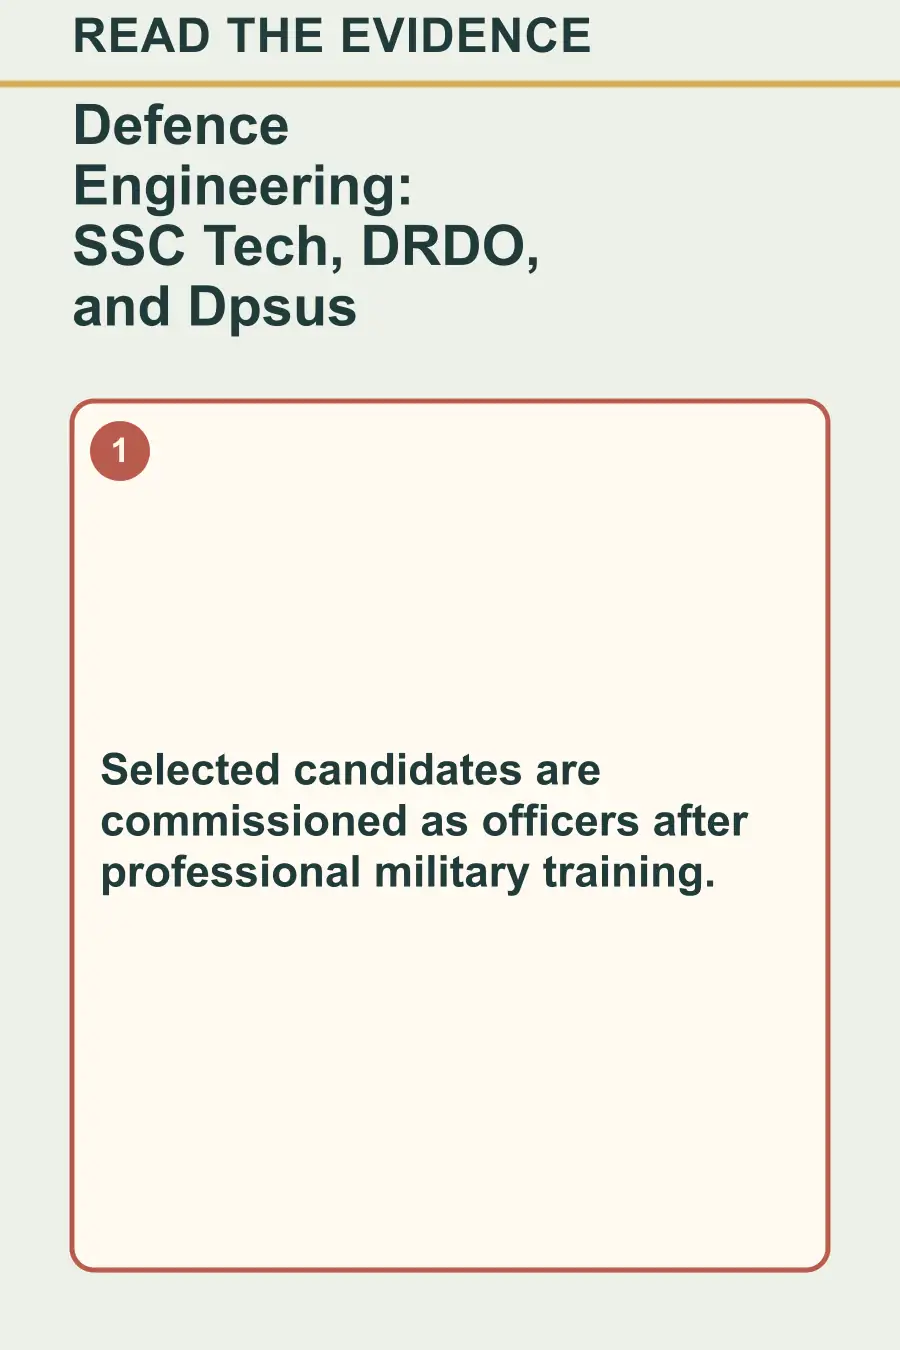 READ THE EVIDENCE
Defence
Engineering:
SSC Tech, DRDO,
and Dpsus
1
Selected candidates are
commissioned as officers after
professional military training.